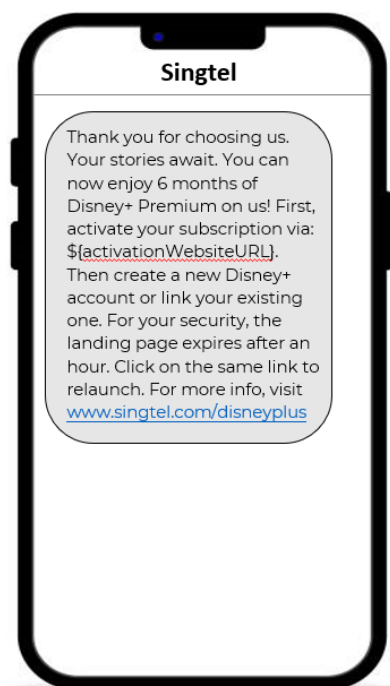 Singtel
Thank you for choosing us.
Your stories await. You can
now enjoy 6 months of
Disney+ Premium on us! First,
activate your subscription via:
${activationWebsiteURL}.
Then create a new Disney+
account or link your existing
one. For your security, the
landing page expires after an
hour. Click on the same link to
relaunch. For more info, visit
www.singtel.com/disneyplus